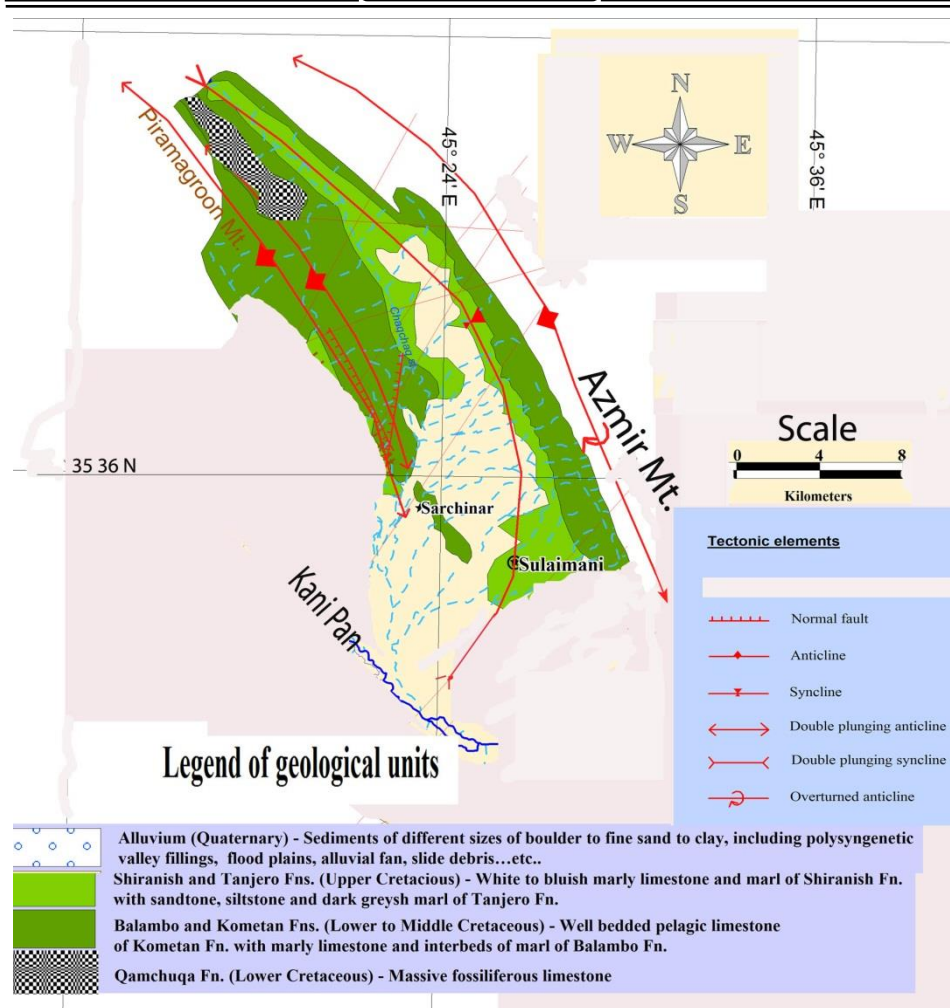 N
W
E
S
45° 24' E
45° 36' E
Piramagroon Mt.
Chaqchaq
Azmir Mt.
Scale
0 4 8
Kilometers
35 36 N
Sarchinar
Sulaimani
Kani Pan
Tectonic elements
Normal fault
Anticline
Syncline
Double plunging anticline
Double plunging syncline
Overturned anticline
Legend of geological units
Alluvium (Quaternary) - Sediments of different sizes of boulder to fine sand to clay, including polysyngenetic
valley fillings, flood plains, alluvial fan, slide debris...etc..
Shiranish and Tanjero Fns. (Upper Cretacious) - White to bluish marly limestone and marl of Shiranish Fn.
with sandtone, siltstone and dark greysh marl of Tanjero Fn.
Balambo and Kometan Fns. (Lower to Middle Cretaceous) - Well bedded pelagic limestone
of Kometan Fn. with marly limestone and interbeds of marl of Balambo Fn.
Qamchuqa Fn. (Lower Cretaceous) - Massive fossiliferous limestone